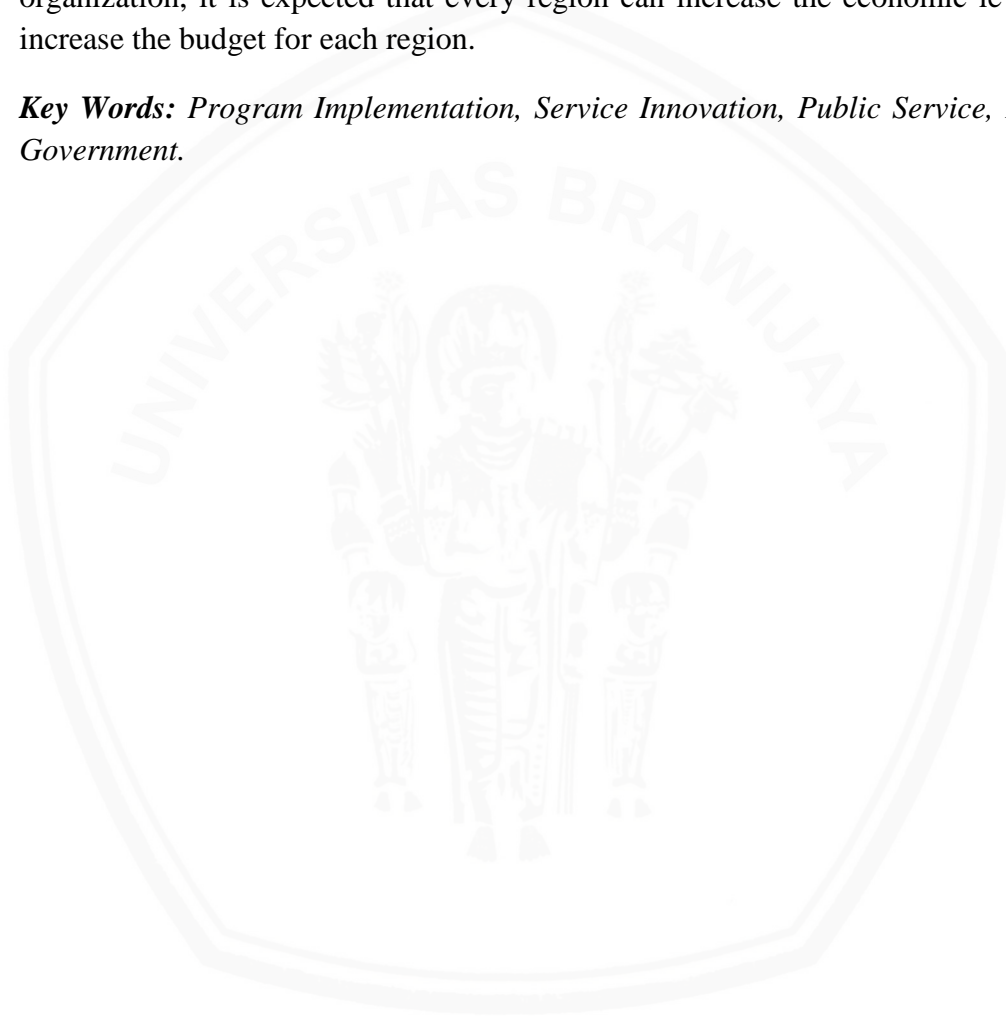 organization, it is expected that every region can increase the economic
increase the budget for each region.
Key Words: Program Implementation, Service Innovation, Public Service,
Government.
UNIVERSITAS BRAWIJAYA